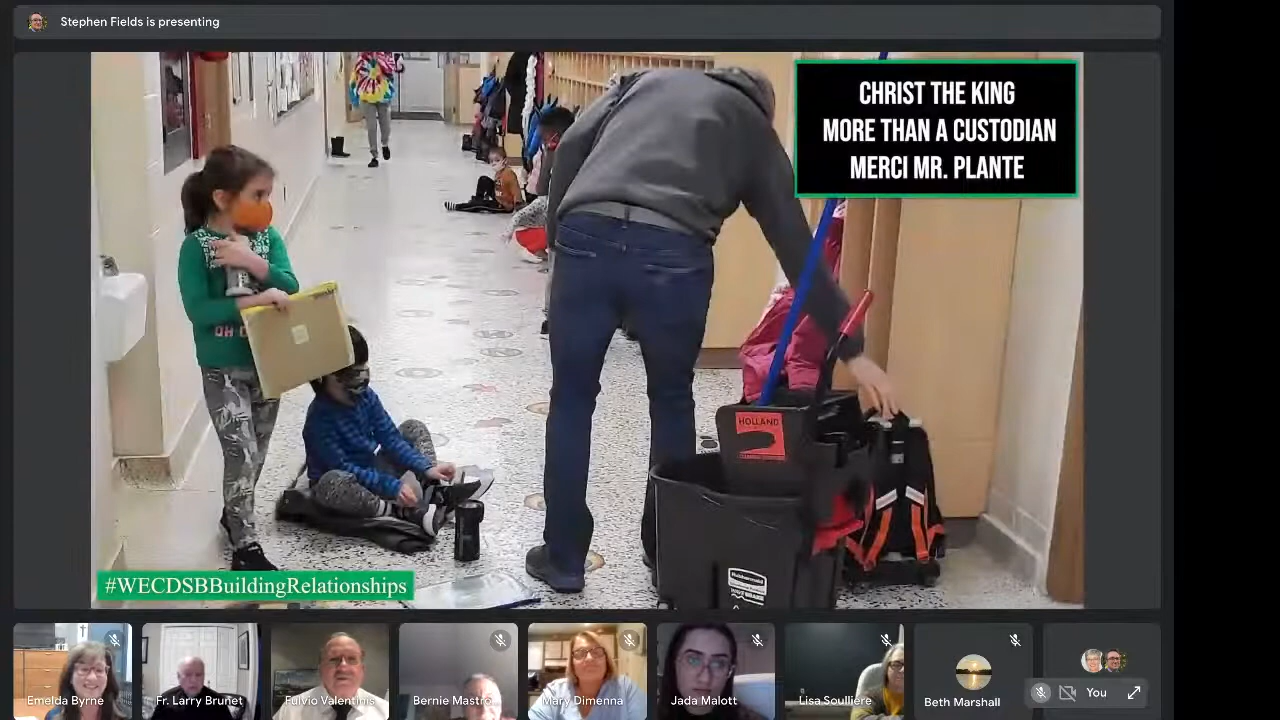 Stephen Fields is presenting
CHRIST THE KING
MORE THAN A CUSTODIAN
MERCI MR. PLANTE
HOLLAND
Rubbermaid
#WECDSBBuildingRelationships
Emelda Byrne
Fr. Larry Brunet
Fulvio Valentinis
Bernie Mastro...
Mary Dimenna
Jada Malott
Lisa Soulliere
Beth Marshall
You